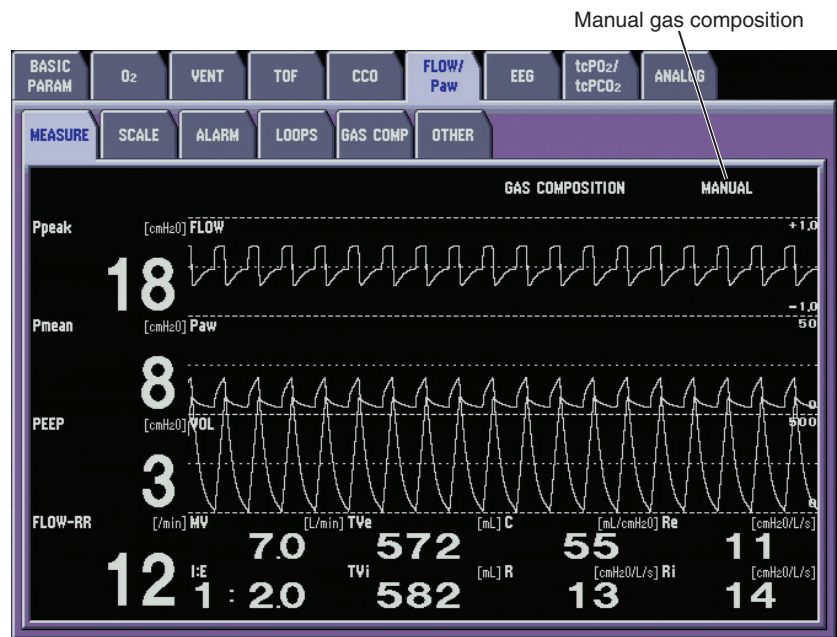 Manual gas composition
BASIC PARAM O2 VENT TOF CCO FLOW/ Paw EEG tcPO2/ tcPCO2 ANALOG
MEASURE SCALE ALARM LOOPS GAS COMP OTHER
GAS COMPOSITION MANUAL
Ppeak [cmH2O] FLOW +1.0
18
-1.0
Pmean [cmH2O] Paw 50
8
0
PEEP [cmH2O] VOL 500
3
0
FLOW-RR [/min] MV [L/min] TVe [mL] C [mL/cmH2O] Re [cmH2O/L/s]
7.0 572 55 11
12 I:E TVi [mL] R [cmH2O/L/s] Ri [cmH2O/L/s]
1 : 2.0 582 13 14